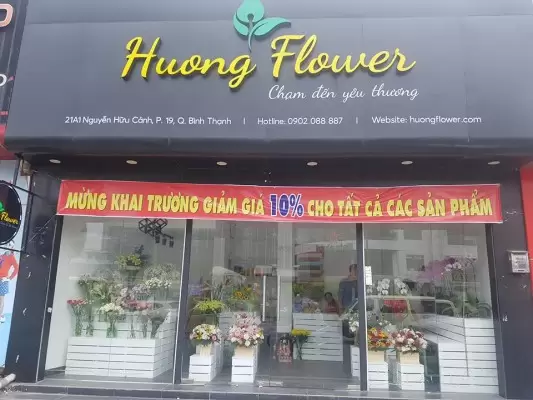 Huong Flower
Chạm đến yêu thương
21A1 Nguyễn Hữu Cảnh, P. 19, Q. Bình Thạnh | Hotline: 0902 088 887 | Website: huongflower.com
MỪNG KHAI TRƯƠNG GIẢM GIÁ 10% CHO TẤT CẢ CÁC SẢN PHẨM
Flower